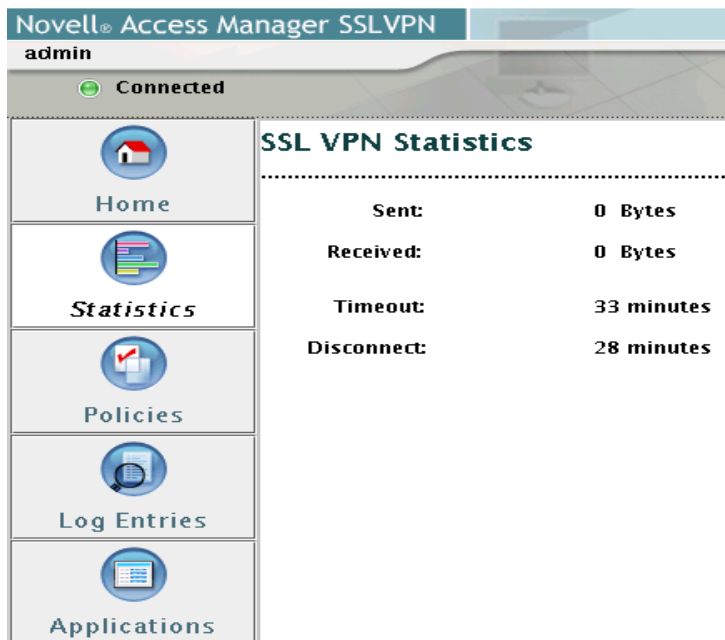 Novell® Access Manager SSLVPN
admin
Connected
Home
Statistics
Policies
Log Entries
Applications
SSL VPN Statistics
Sent: 0 Bytes
Received: 0 Bytes
Timeout: 33 minutes
Disconnect: 28 minutes